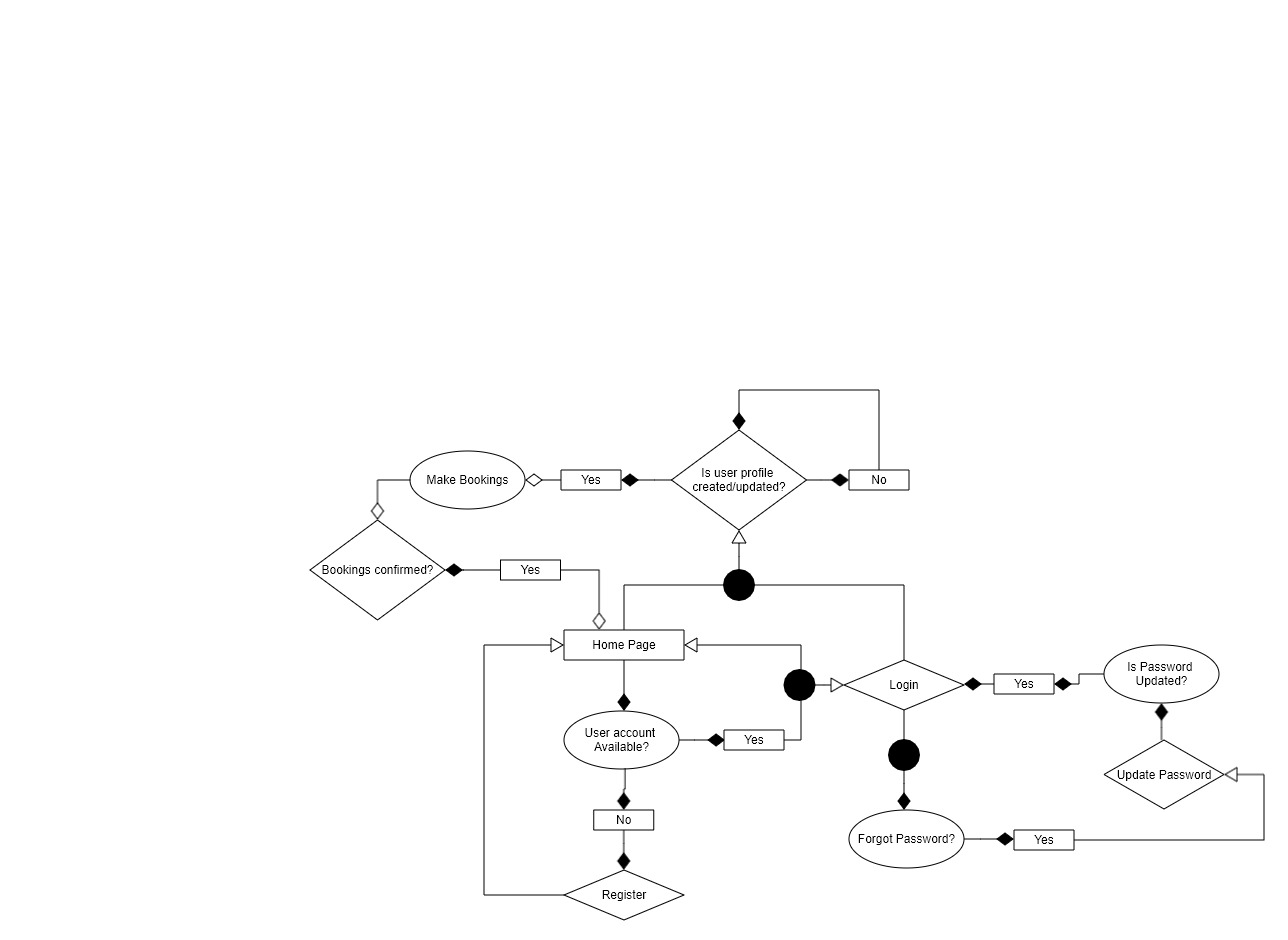 Make Bookings
Yes
Is user profile
created/updated?
No
Bookings confirmed?
Yes
Home Page
Login
Yes
Is Password
Updated?
User account
Available?
Yes
Update Password
No
Forgot Password?
Yes
Register